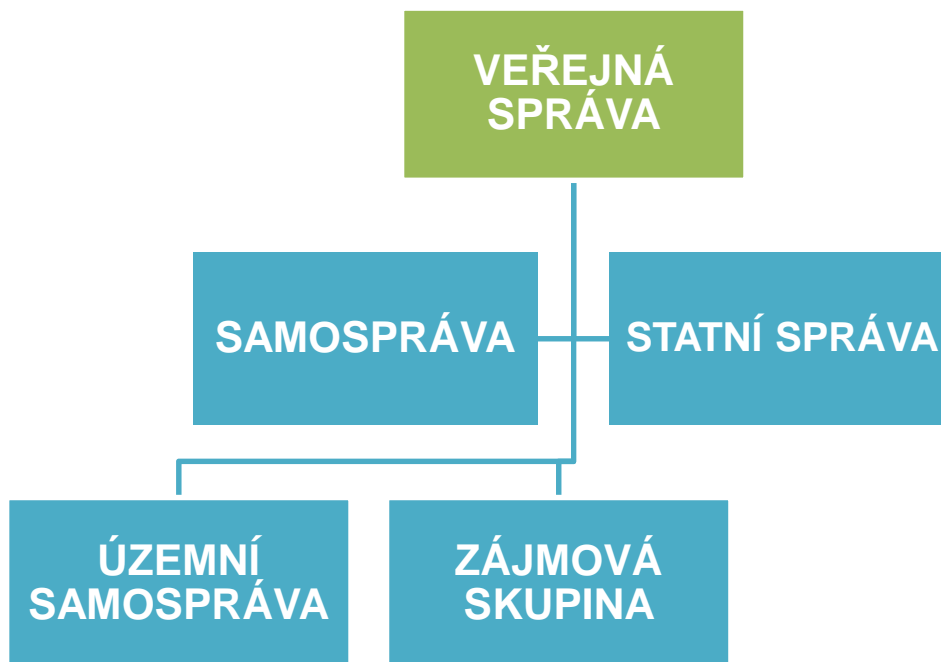 VEŘEJNÁ
SPRÁVA
SAMOSPRÁVA
STATNÍ SPRÁVA
ÚZEMNÍ
SAMOSPRÁVA
ZÁJMOVÁ
SKUPINA